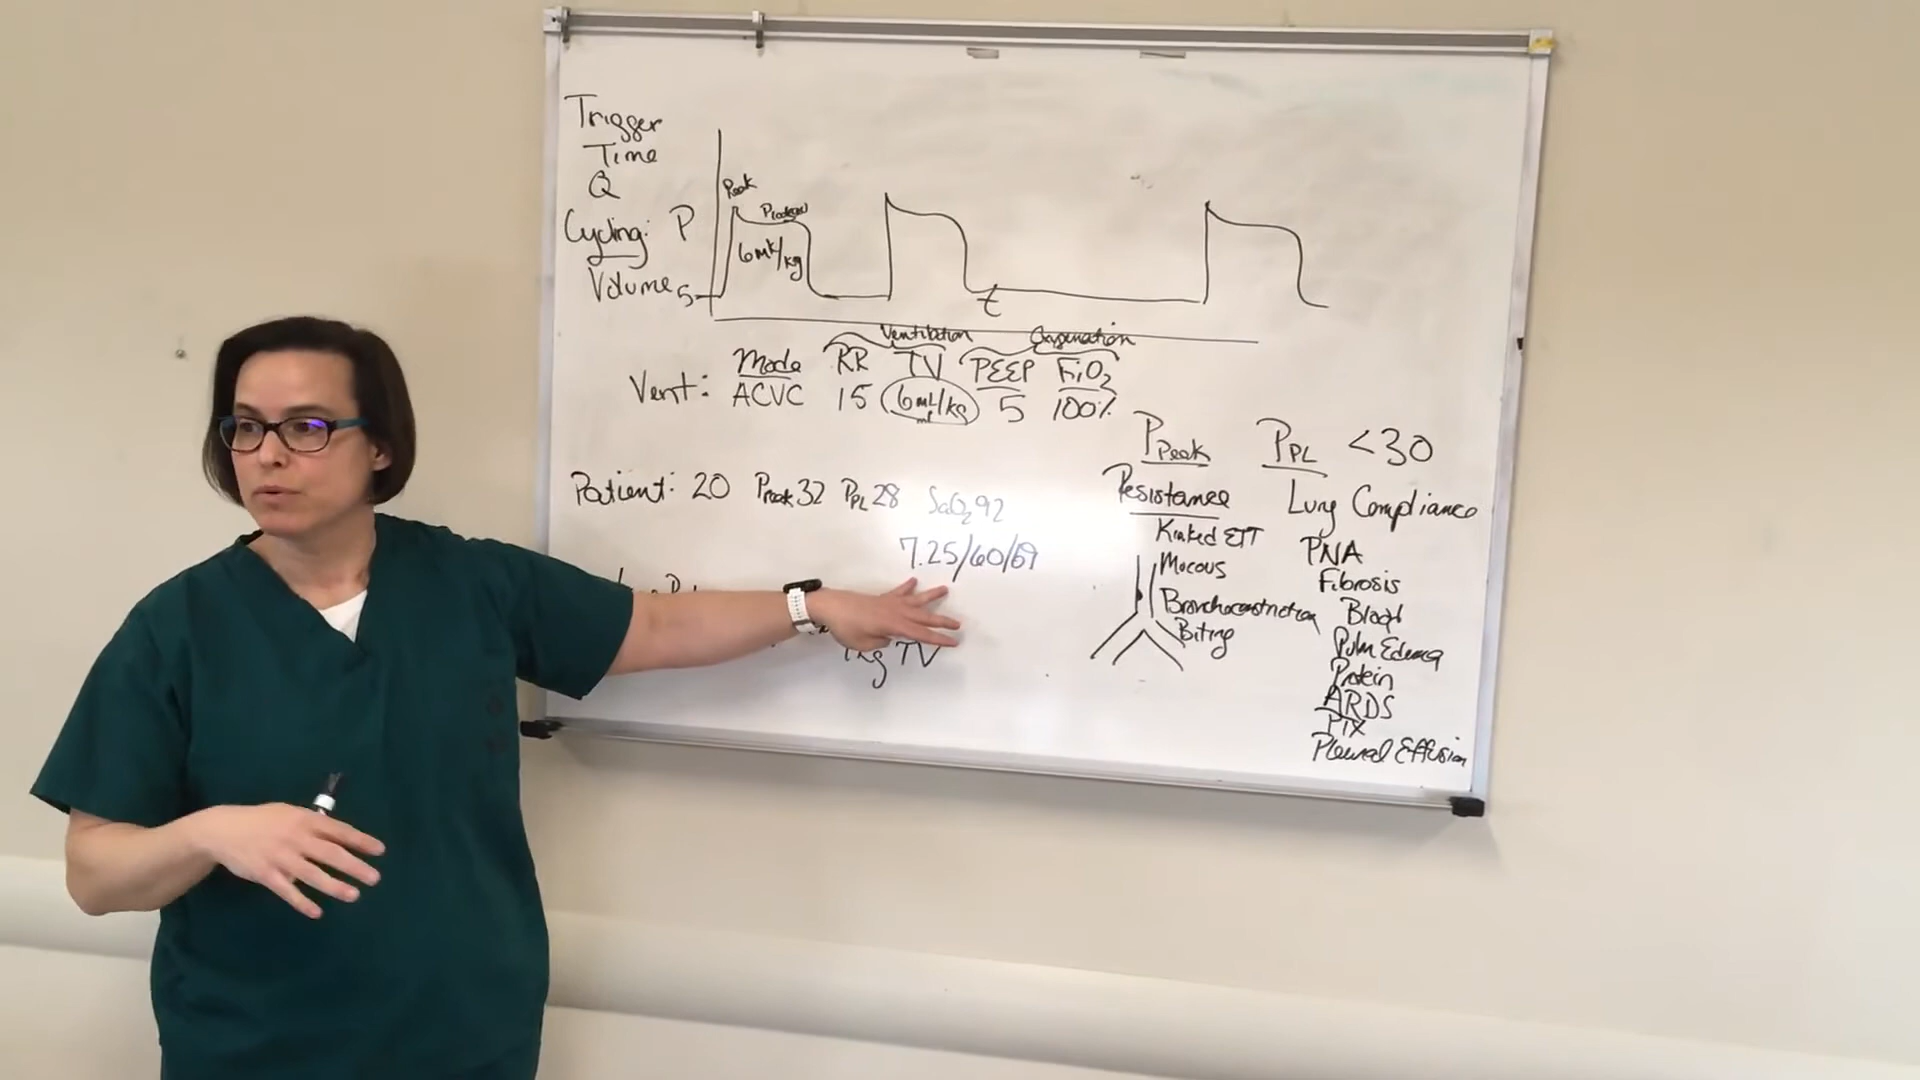 Trigger
Time
Q
Cycling: P
Volume 5
Peak
6mL/kg
t
Ventilation Oxygenation
Mode RR TV PEEP FiO2
Vent: ACVC 15 6mL/kg 5 100%
ml
Patient: 20 Ppeak 32 PPL 28 SaO2 92
7.25/60/69
TV
PPeak
Resistance
Kinked ETT
Mucous
Bronchoconstriction
Biting
PPL <30
Lung Compliance
PNA
Fibrosis
Blood
Pulm Edema
Protein
ARDS
PTX
Pleural Effusion